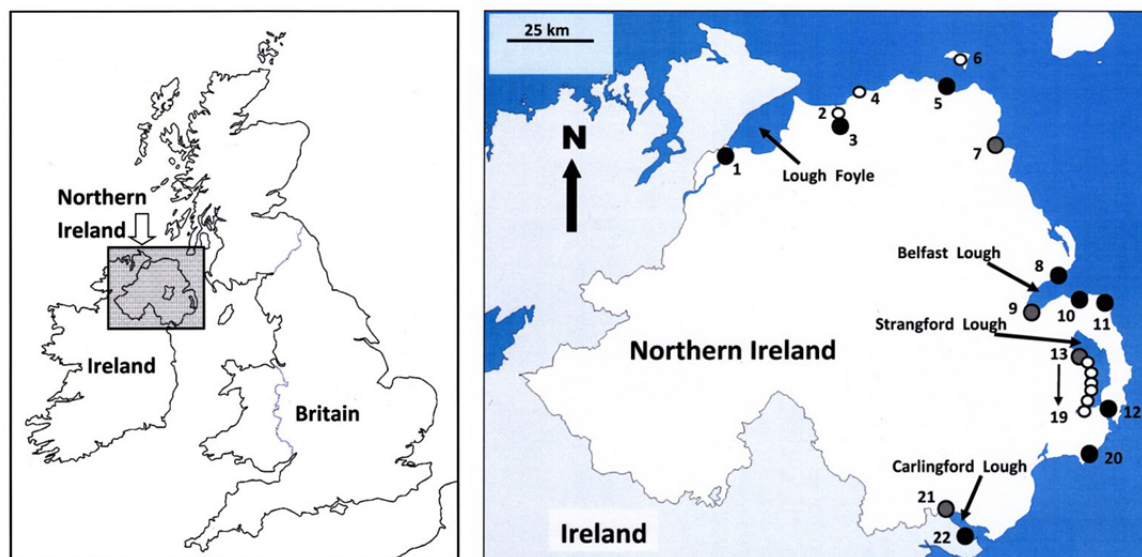 Northern
Ireland
Ireland
Britain
25 km
N
6
5
4
2
3
7
1
Lough Foyle
Belfast Lough
8
9
10
11
Strangford Lough
Northern Ireland
13
19
12
20
Carlingford Lough
21
22
Ireland